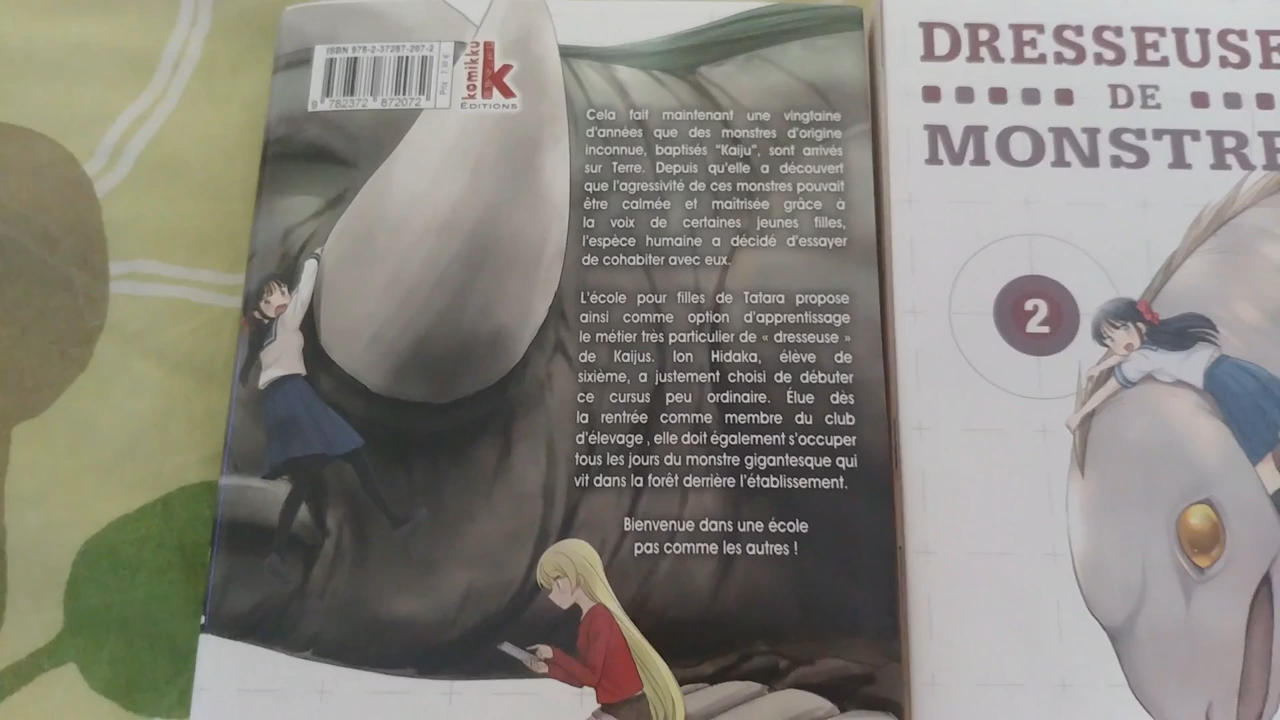 ISBN 978-2-37287-207-2
9 782372 872072
komikku
k
ÉDITIONS
Cela fait maintenant une vingtaine
d'années que des monstres d'origine
inconnue, baptisés "Kaiju", sont arrivés
sur Terre. Depuis qu'elle a découvert
que l'agressivité de ces monstres pouvait
être calmée et maîtrisée grâce à
la voix de certaines jeunes filles,
l'espèce humaine a décidé d'essayer
de cohabiter avec eux.
L'école pour filles de Tatara propose
ainsi comme option d'apprentissage
le métier très particulier de « dresseuse »
de Kaijus. Ion Hidaka, élève de
sixième, a justement choisi de débuter
ce cursus peu ordinaire. Élue dès
la rentrée comme membre du club
d'élevage , elle doit également s'occuper
tous les jours du monstre gigantesque qui
vit dans la forêt derrière l'établissement.
Bienvenue dans une école
pas comme les autres !
DRESSEUSE
DE
MONSTRE
2